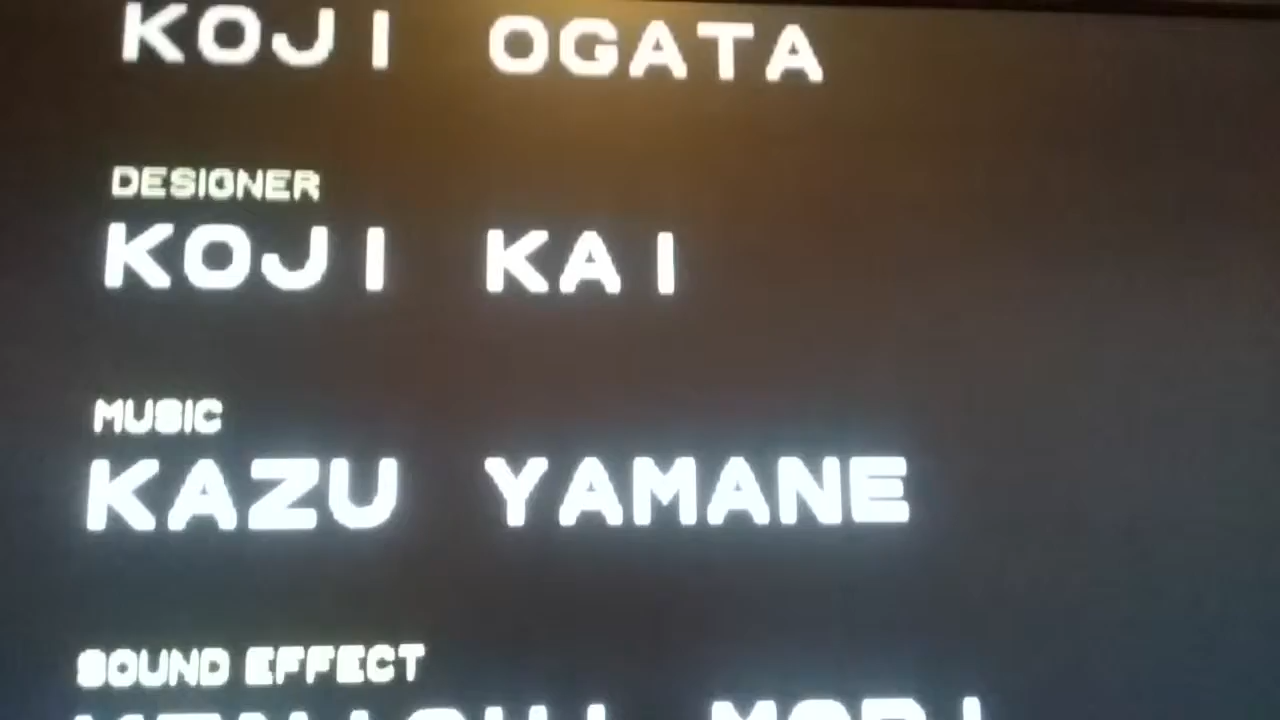 KOJI OGATA
DESIGNER
KOJI KAI
MUSIC
KAZU YAMANE
SOUND EFFECT